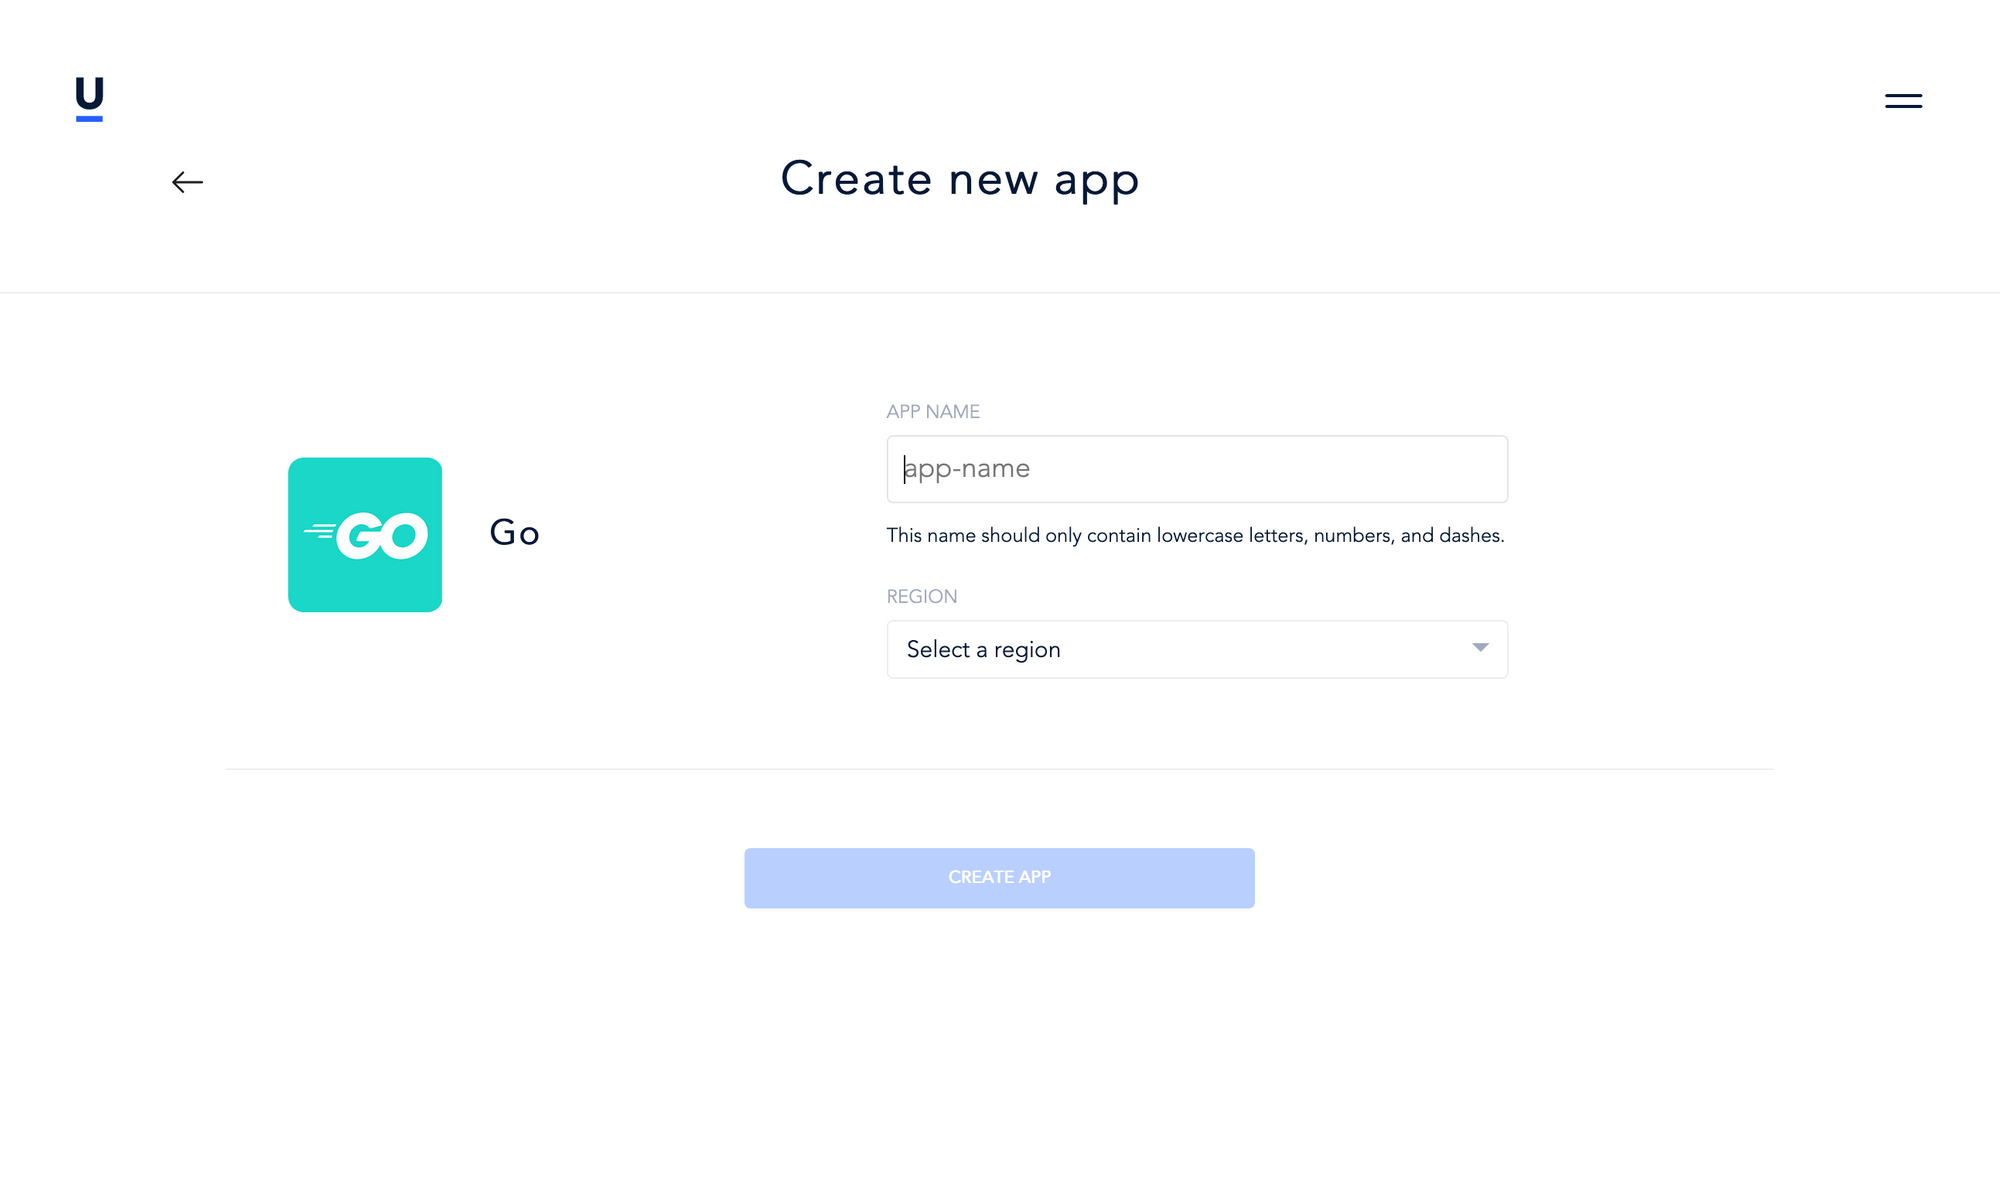 U
Create new app
APP NAME
app-name
GO
Go
This name should only contain lowercase letters, numbers, and dashes.
REGION
Select a region
CREATE APP